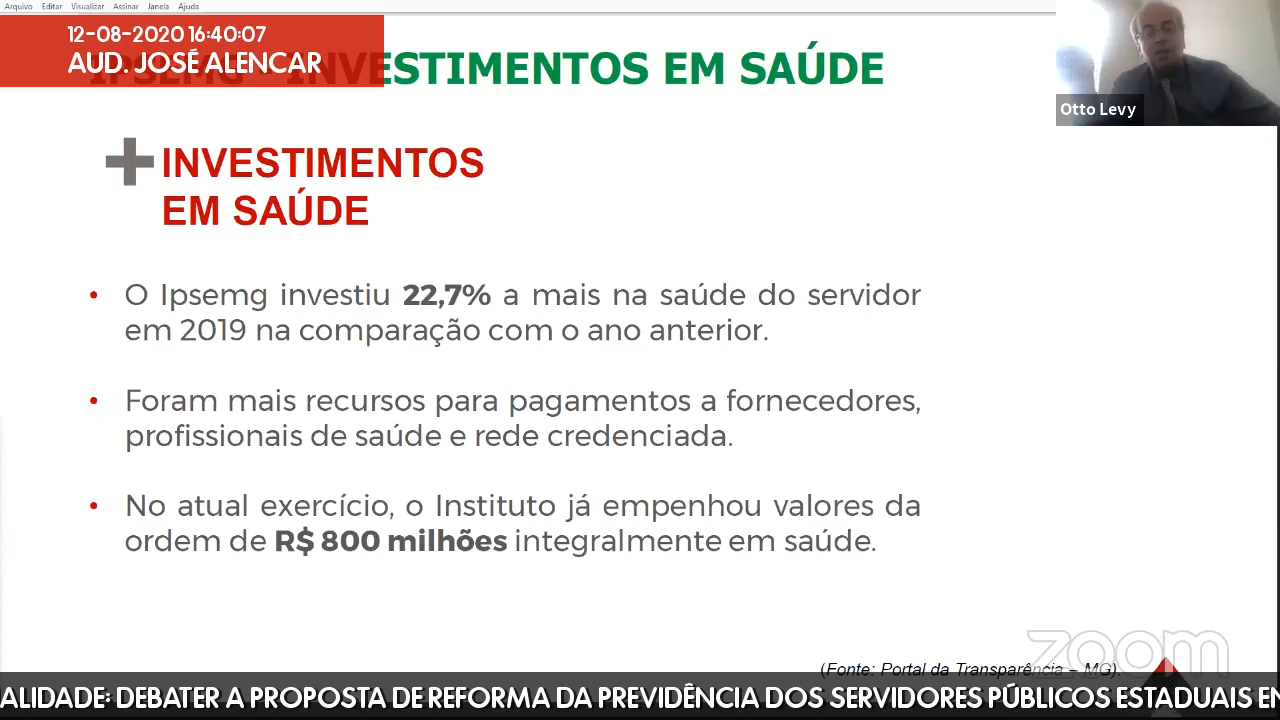 Arquivo Editar Visualizar Assinar Janela Ajuda
12-08-2020 16:40:07
AUD. JOSÉ ALENCAR
IPSEMG - INVESTIMENTOS EM SAÚDE
Otto Levy
INVESTIMENTOS
EM SAÚDE
• O Ipsemg investiu 22,7% a mais na saúde do servidor
em 2019 na comparação com o ano anterior.
• Foram mais recursos para pagamentos a fornecedores,
profissionais de saúde e rede credenciada.
• No atual exercício, o Instituto já empenhou valores da
ordem de R$ 800 milhões integralmente em saúde.
zoom
(Fonte: Portal da Transparência – MG).
ALIDADE: DEBATER A PROPOSTA DE REFORMA DA PREVIDÊNCIA DOS SERVIDORES PÚBLICOS ESTADUAIS EN